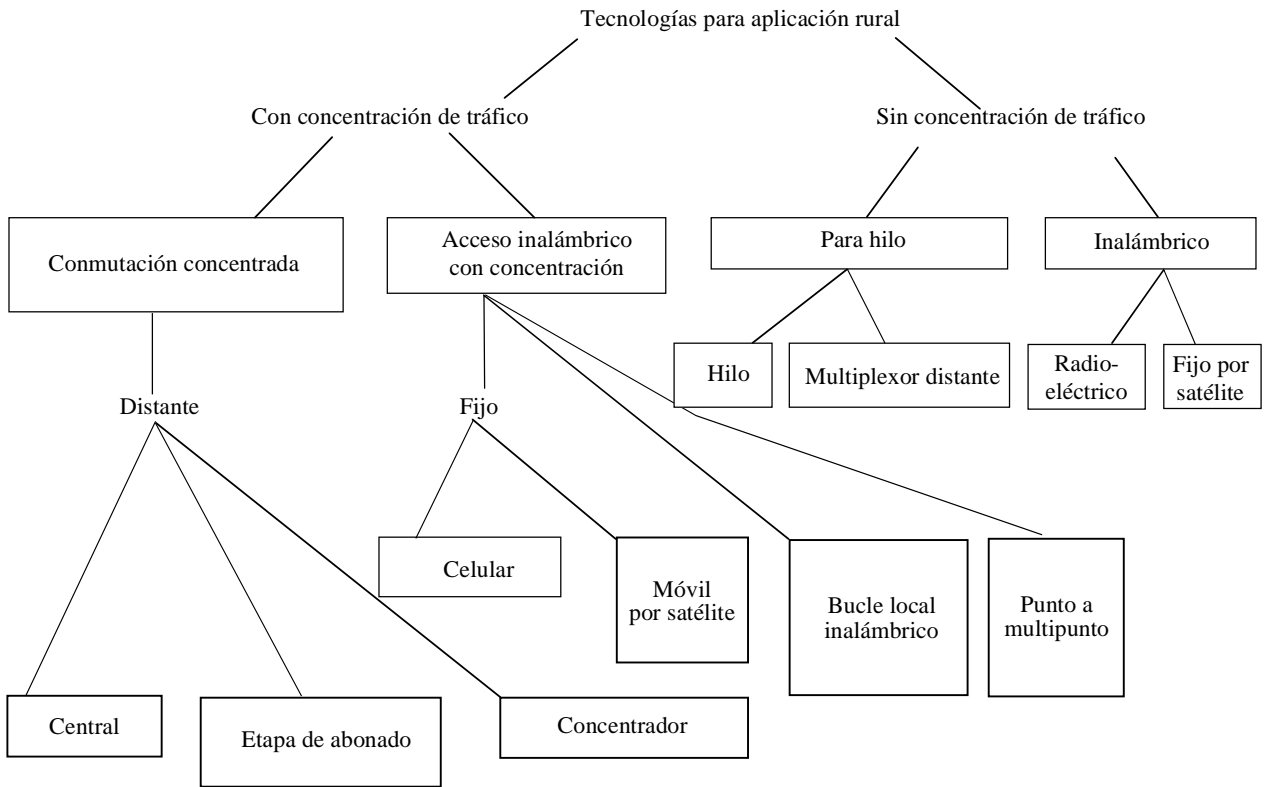 Tecnologías para aplicación rural
Con concentración de tráfico
Sin concentración de tráfico
Conmutación concentrada
Acceso inalámbrico
con concentración
Para hilo
Inalámbrico
Hilo
Multiplexor distante
Radio-
eléctrico
Fijo por
satélite
Distante
Fijo
Celular
Móvil
por satélite
Bucle local
inalámbrico
Punto a
multipunto
Central
Etapa de abonado
Concentrador